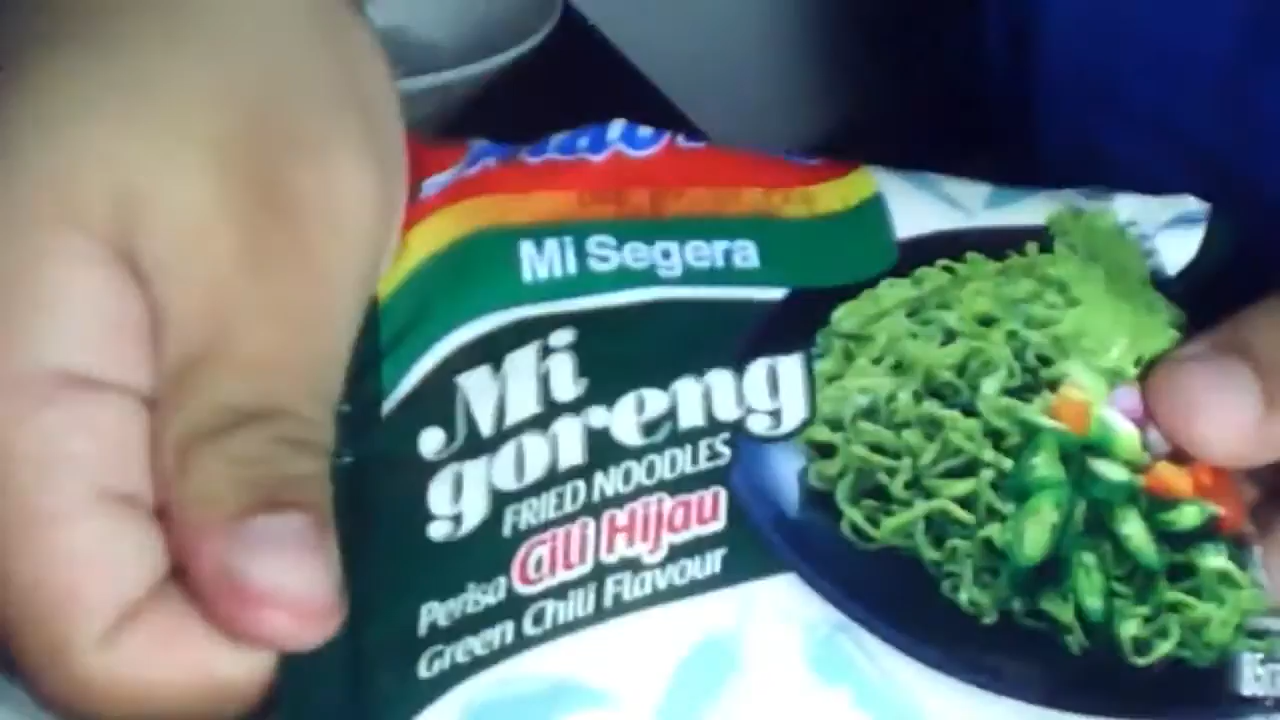 Mi Segera
Mi
goreng
FRIED NOODLES
Perisa Cili Hijau
Green Chili Flavour